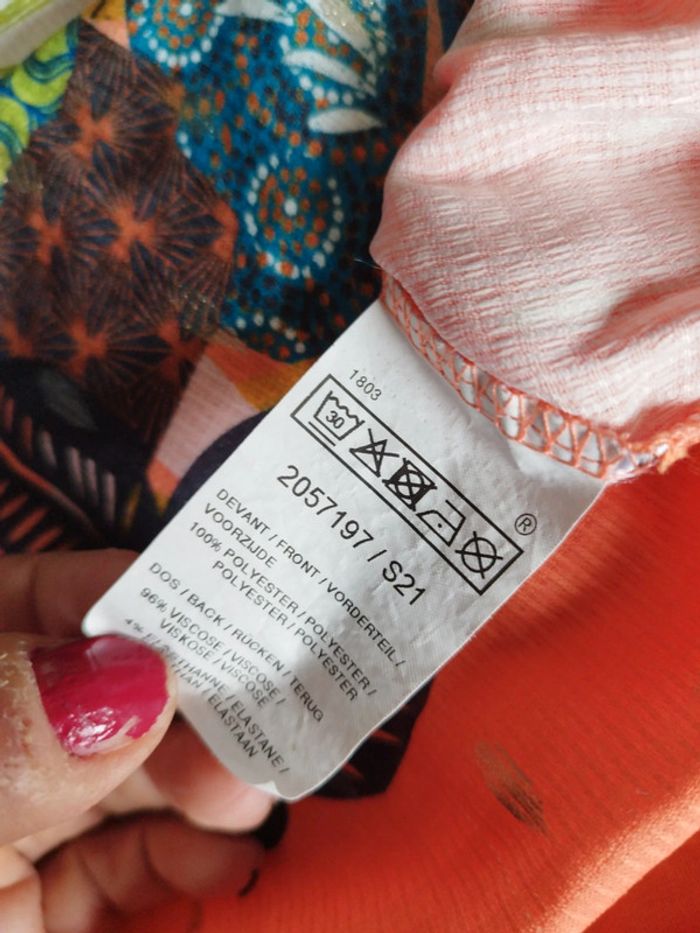 1803
30
®
2057197 / S21
DEVANT / FRONT / VORDERTEIL /
VOORZIJDE
100% POLYESTER / POLYESTER /
POLYESTER / POLYESTER
DOS / BACK / RÜCKEN / TERUG
96% VISCOSE / VISCOSE /
VISKOSE / VISCOSE
4% ELASTHANNE / ELASTANE /
/ ELASTAAN